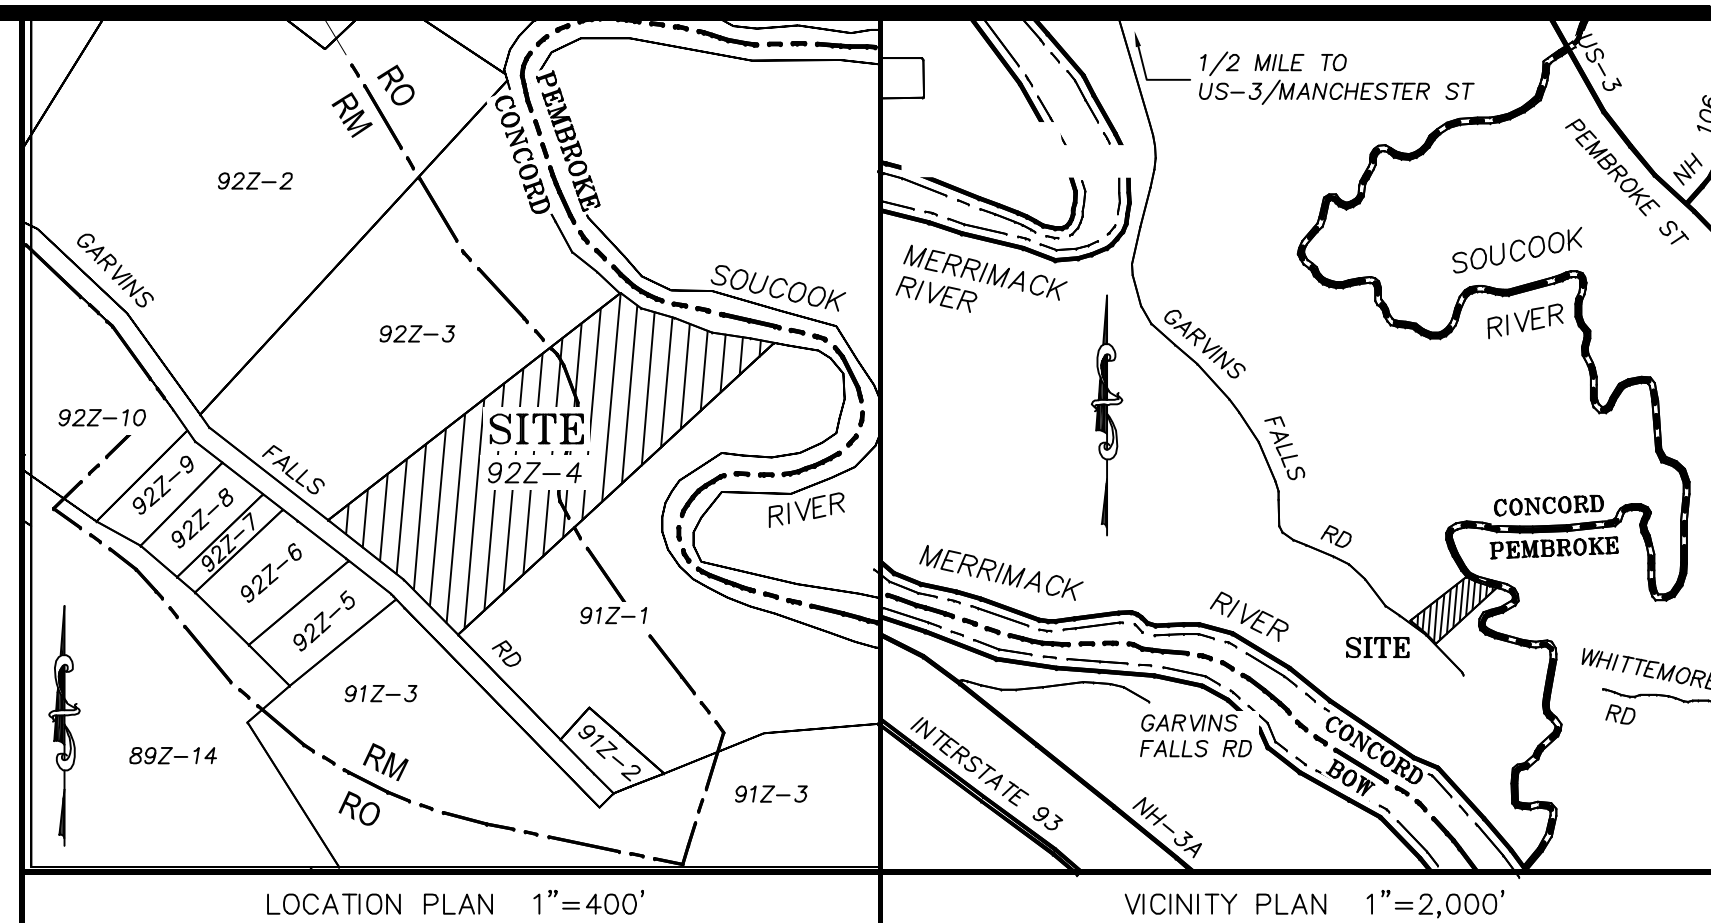 RO
RM
PEMBROKE
CONCORD
92Z-2
GARVINS
SOUCOOK
92Z-3
92Z-10
SITE
92Z-4
FALLS
92Z-9
92Z-8
92Z-7
92Z-6
92Z-5
RIVER
91Z-1
RD
91Z-3
91Z-2
89Z-14
RM
RO
91Z-3
LOCATION PLAN 1"=400'
1/2 MILE TO
US-3/MANCHESTER ST
US-3
NH 106
PEMBROKE ST
MERRIMACK
RIVER
SOUCOOK
RIVER
GARVINS
FALLS
RD
CONCORD
PEMBROKE
MERRIMACK
RIVER
SITE
WHITTEMORE
RD
GARVINS
FALLS RD
CONCORD
BOW
INTERSTATE 93
NH-3A
VICINITY PLAN 1"=2,000'